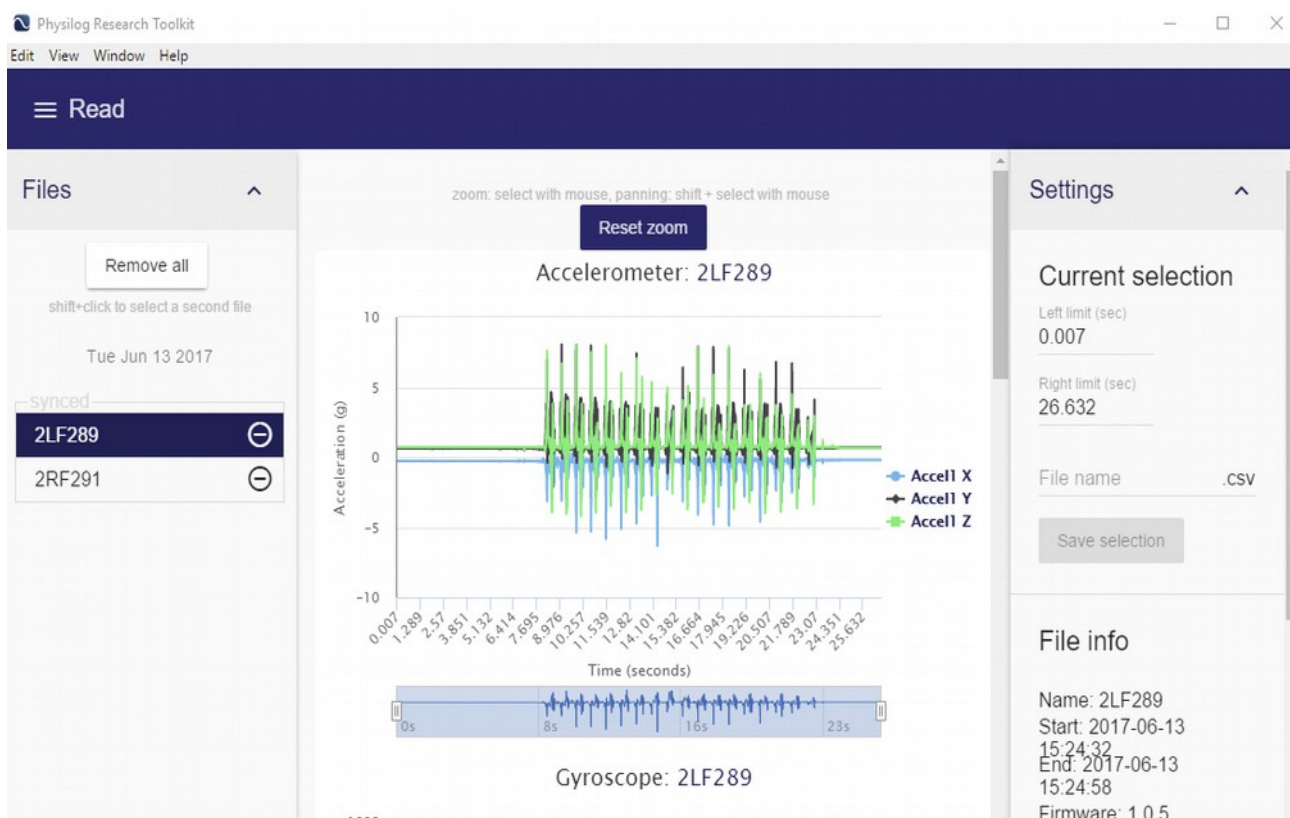 Physilog Research Toolkit
Edit View Window Help
Read
Files
Remove all
shift+click to select a second file
Tue Jun 13 2017
synced
2LF289
2RF291
zoom: select with mouse, panning: shift + select with mouse
Reset zoom
Accelerometer: 2LF289
Acceleration (g)
10
5
0
−5
−10
0.007 1.289 2.57 3.851 5.132 6.414 7.695 8.976 10.257 11.539 12.82 14.101 15.382 16.664 17.945 19.226 20.507 21.789 23.07 24.351 25.632
Time (seconds)
Accel1 X
Accel1 Y
Accel1 Z
0s 8s 16s 23s
Gyroscope: 2LF289
Settings
Current selection
Left limit (sec)
0.007
Right limit (sec)
26.632
File name .csv
Save selection
File info
Name: 2LF289
Start: 2017-06-13
15:24:32
End: 2017-06-13
15:24:58
Firmware: 1.0.5